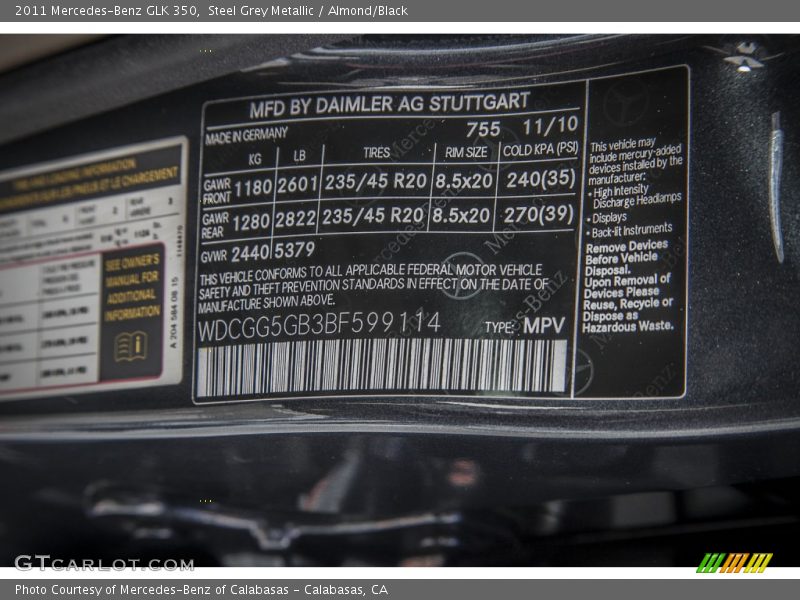 2011 Mercedes-Benz GLK 350, Steel Grey Metallic / Almond/Black
MFD BY DAIMLER AG STUTTGART
MADE IN GERMANY 755 11/10
KG LB TIRES RIM SIZE COLD KPA (PSI)
GAWR FRONT 1180 2601 235/45 R20 8.5x20 240(35)
GAWR REAR 1280 2822 235/45 R20 8.5x20 270(39)
GVWR 2440 5379
THIS VEHICLE CONFORMS TO ALL APPLICABLE FEDERAL MOTOR VEHICLE
SAFETY AND THEFT PREVENTION STANDARDS IN EFFECT ON THE DATE OF
MANUFACTURE SHOWN ABOVE.
WDCGG5GB3BF599114 TYPE: MPV
This vehicle may
include mercury-added
devices installed by the
manufacturer:
• High Intensity
Discharge Headlamps
• Displays
• Back-lit Instruments
Remove Devices
Before Vehicle
Disposal.
Upon Removal of
Devices Please
Reuse, Recycle or
Dispose as
Hazardous Waste.
SEE OWNER'S
MANUAL FOR
ADDITIONAL
INFORMATION
A 204 584 08 15
Mercedes-Benz
GTCARLOT.COM
Photo Courtesy of Mercedes-Benz of Calabasas - Calabasas, CA